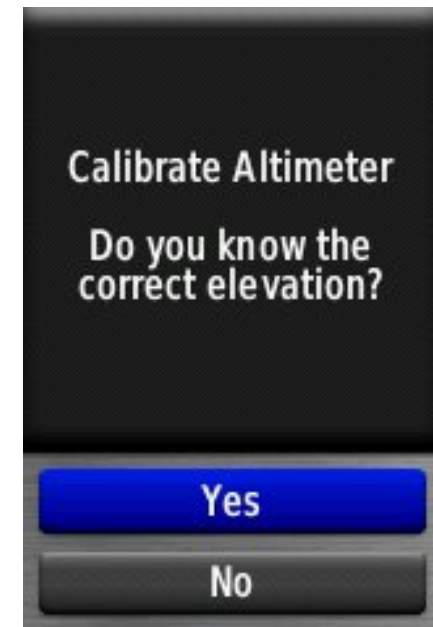 Calibrate Altimeter
Do you know the
correct elevation?
Yes
No